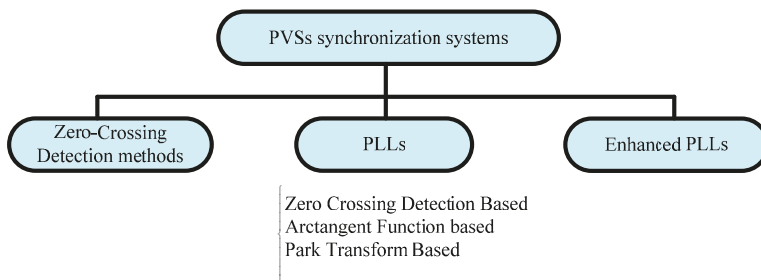 PVSs synchronization systems
Zero-Crossing
Detection methods
PLLs
Enhanced PLLs
Zero Crossing Detection Based
Arctangent Function based
Park Transform Based